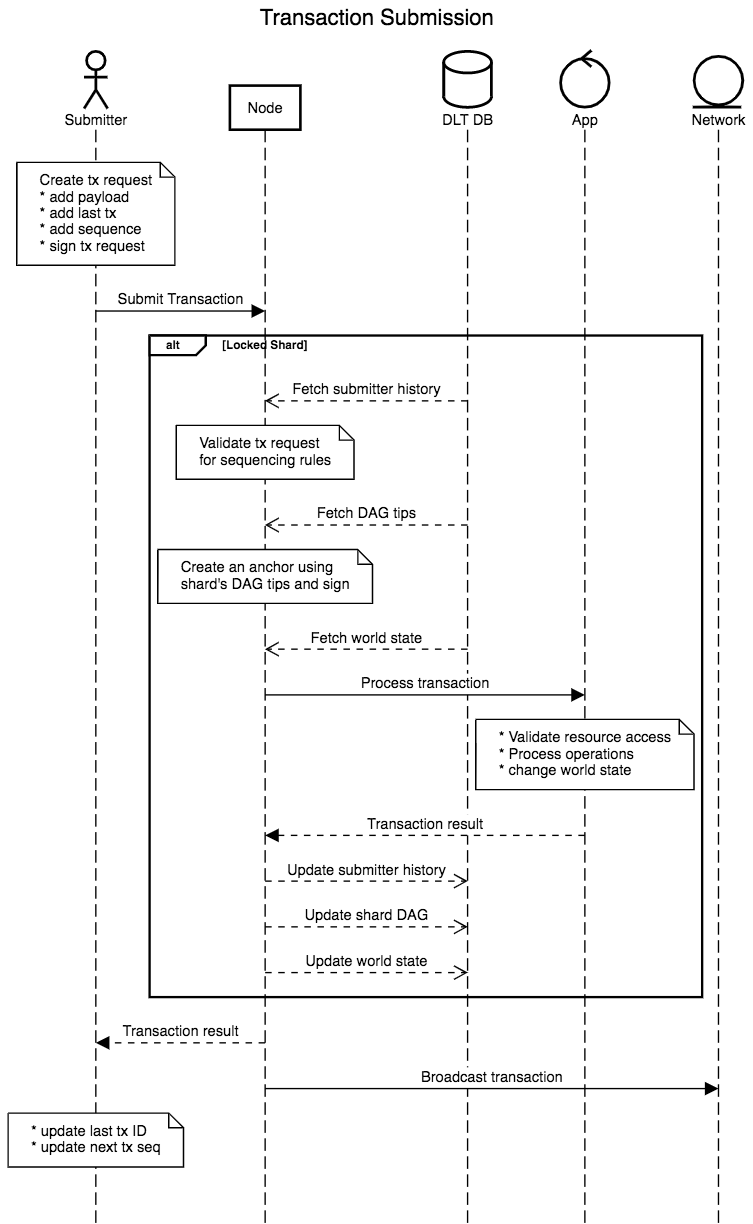 Transaction Submission
Submitter
Node
DLT DB
App
Network
Create tx request
* add payload
* add last tx
* add sequence
* sign tx request
Submit Transaction
alt
[Locked Shard]
Fetch submitter history
Validate tx request
for sequencing rules
Fetch DAG tips
Create an anchor using
shard's DAG tips and sign
Fetch world state
Process transaction
* Validate resource access
* Process operations
* change world state
Transaction result
Update submitter history
Update shard DAG
Update world state
Transaction result
Broadcast transaction
* update last tx ID
* update next tx seq